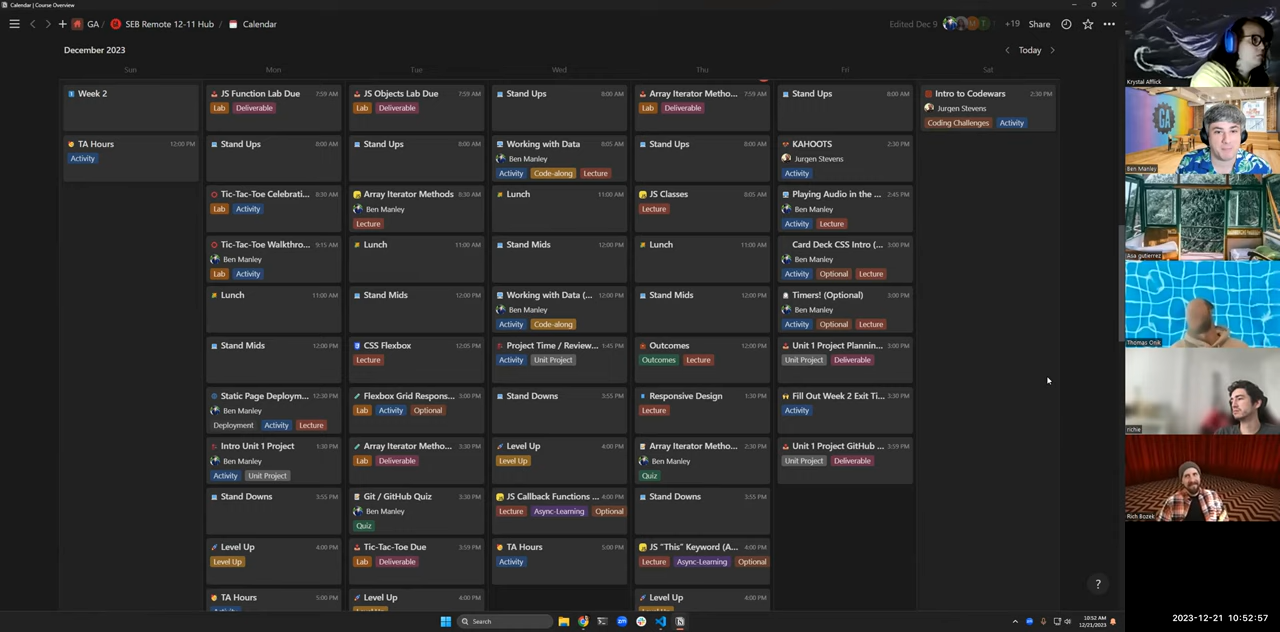 Calendar | Course Overview
GA / SEB Remote 12-11 Hub / Calendar
Edited Dec 9
M T +19 Share
December 2023
Today
Sun Mon Tue Wed Thu Fri Sat
Week 2
TA Hours 12:00 PM
Activity
JS Function Lab Due 7:59 AM
Lab Deliverable
Stand Ups 8:00 AM
Tic-Tac-Toe Celebrati... 8:30 AM
Lab Activity
Tic-Tac-Toe Walkthro... 9:15 AM
Ben Manley
Lab Activity
Lunch 11:00 AM
Stand Mids 12:00 PM
Static Page Deploym... 12:30 PM
Ben Manley
Deployment Activity Lecture
Intro Unit 1 Project 1:30 PM
Ben Manley
Activity Unit Project
Stand Downs 3:55 PM
Level Up 4:00 PM
Level Up
TA Hours 5:00 PM
Activity
JS Objects Lab Due 7:59 AM
Lab Deliverable
Stand Ups 8:00 AM
Array Iterator Methods 8:30 AM
Ben Manley
Lecture
Lunch 11:00 AM
Stand Mids 12:00 PM
CSS Flexbox 12:05 PM
Lecture
Flexbox Grid Respons... 3:00 PM
Lab Activity Optional
Array Iterator Metho... 3:30 PM
Lab Deliverable
Git / GitHub Quiz 3:30 PM
Ben Manley
Quiz
Tic-Tac-Toe Due 3:59 PM
Lab Deliverable
Level Up 4:00 PM
Level Up
Stand Ups 8:00 AM
Working with Data 8:05 AM
Ben Manley
Activity Code-along Lecture
Lunch 11:00 AM
Stand Mids 12:00 PM
Working with Data (... 12:00 PM
Ben Manley
Activity Code-along
Project Time / Review... 1:45 PM
Activity Unit Project
Stand Downs 3:55 PM
Level Up 4:00 PM
Level Up
JS Callback Functions ... 4:00 PM
Lecture Async-Learning Optional
TA Hours 5:00 PM
Activity
Array Iterator Metho... 7:59 AM
Lab Deliverable
Stand Ups 8:00 AM
JS Classes 8:05 AM
Lecture
Lunch 11:00 AM
Stand Mids 12:00 PM
Outcomes 12:00 PM
Outcomes Lecture
Responsive Design 1:30 PM
Lecture
Array Iterator Metho... 2:30 PM
Ben Manley
Quiz
Stand Downs 3:55 PM
JS "This" Keyword (A... 4:00 PM
Lecture Async-Learning Optional
Level Up 4:00 PM
Level Up
Stand Ups 8:00 AM
KAHOOTS 2:30 PM
Jurgen Stevens
Activity
Playing Audio in the ... 2:45 PM
Ben Manley
Activity Lecture
Card Deck CSS Intro (... 3:00 PM
Ben Manley
Activity Optional Lecture
Timers! (Optional) 3:00 PM
Ben Manley
Activity Optional Lecture
Unit 1 Project Plannin... 3:00 PM
Unit Project Deliverable
Fill Out Week 2 Exit Ti... 3:30 PM
Activity
Unit 1 Project GitHub ... 3:59 PM
Unit Project Deliverable
Intro to Codewars 2:30 PM
Jurgen Stevens
Coding Challenges Activity
?
Search
10:52 AM
12/21/2023
Krystal Afflick
GA
Ben Manley
Asa gutierrez
Thomas Orik
richie
Rich Bozek
2023-12-21 10:52:57